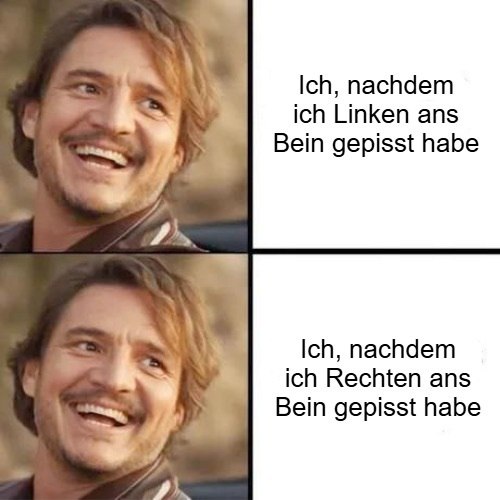 Ich, nachdem
ich Linken ans
Bein gepisst habe
Ich, nachdem
ich Rechten ans
Bein gepisst habe